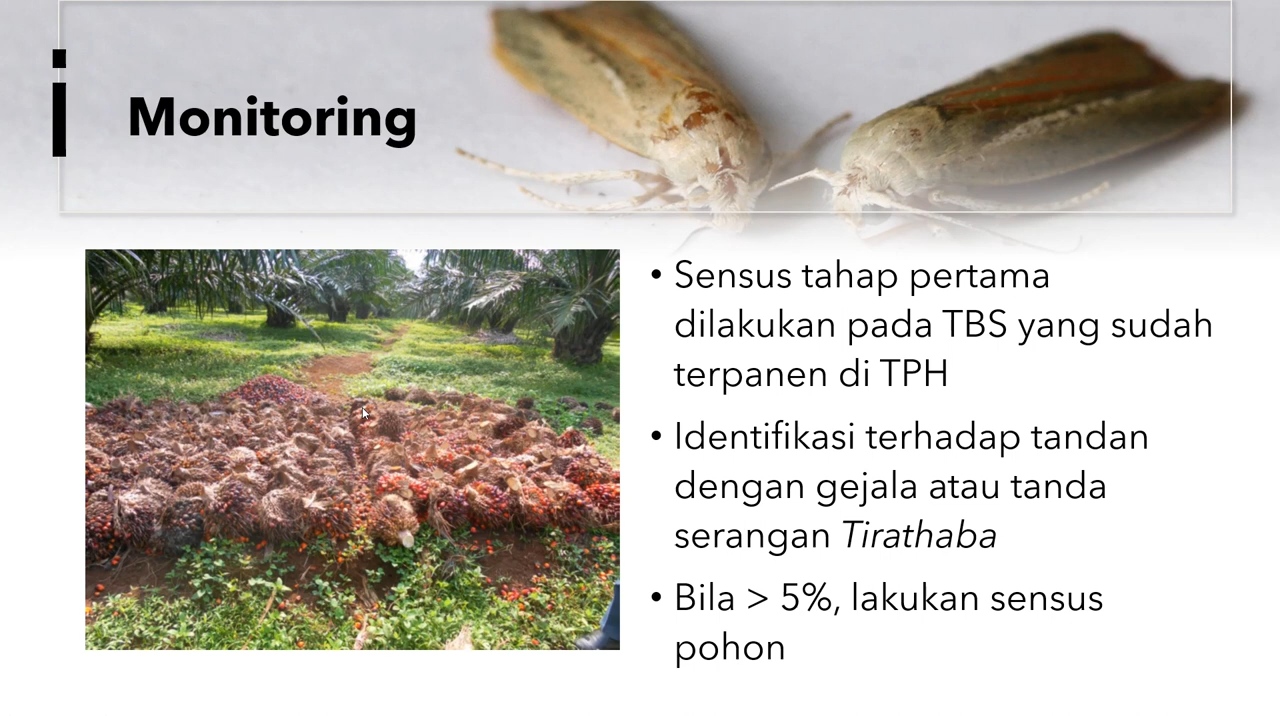 Monitoring
• Sensus tahap pertama
dilakukan pada TBS yang sudah
terpanen di TPH
• Identifikasi terhadap tandan
dengan gejala atau tanda
serangan Tirathaba
• Bila > 5%, lakukan sensus
pohon